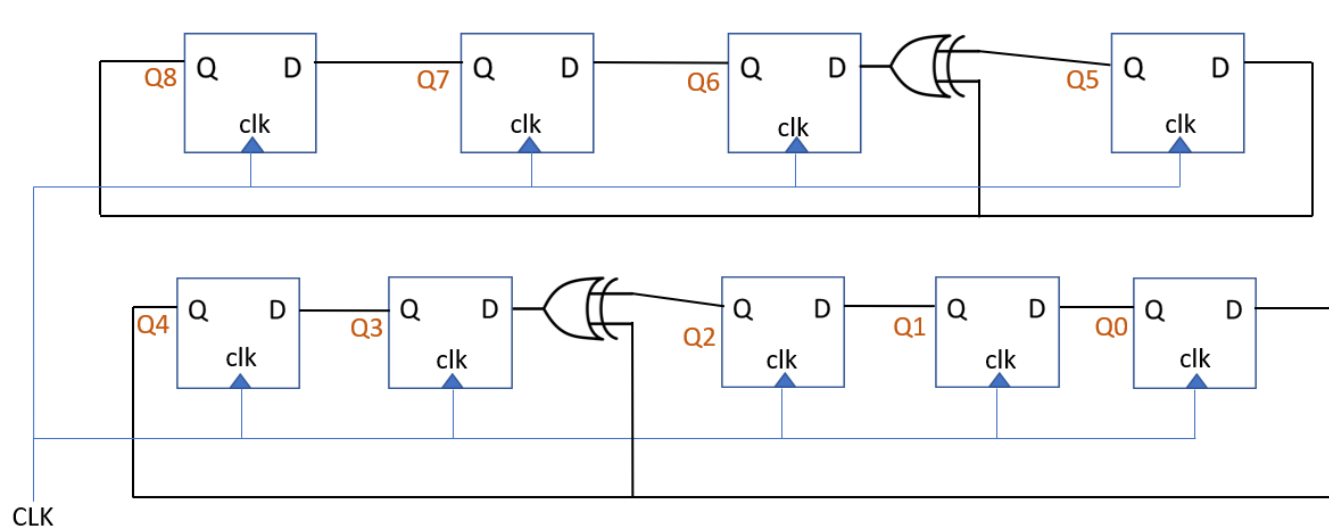 Q8 Q D Q7 Q D Q6 Q D Q5 Q D
clk clk clk clk
Q4 Q D Q3 Q D Q2 Q D Q1 Q D Q0 Q D
clk clk clk clk clk
CLK